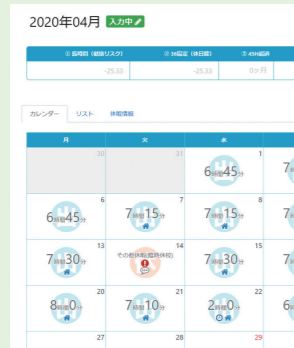 2020年04月 入力中
① 長時間（健康リスク） ② 36協定（休日數） ③ 45H超過
-25.33 -25.33 0ヶ月
カレンダー リスト 休暇情報
月 火 水
30 31 1
6時間45分 7
6 7 8
6時間45分 7時間15分 7時間15分 7
13 14 15
7時間30分 その他休暇(臨時休校) 7時間30分 7
20 21 22
8時間0分 7時間10分 2時間0分 6
27 28 29